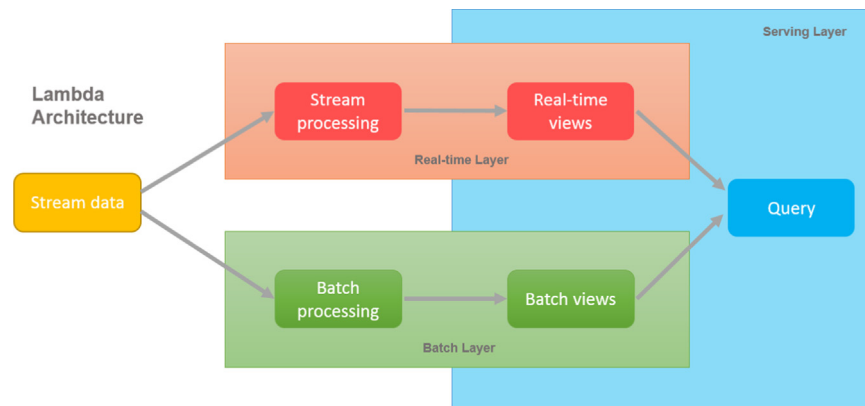 Serving Layer
Lambda
Architecture
Stream
processing
Real-time
views
Real-time Layer
Stream data
Query
Batch
processing
Batch views
Batch Layer